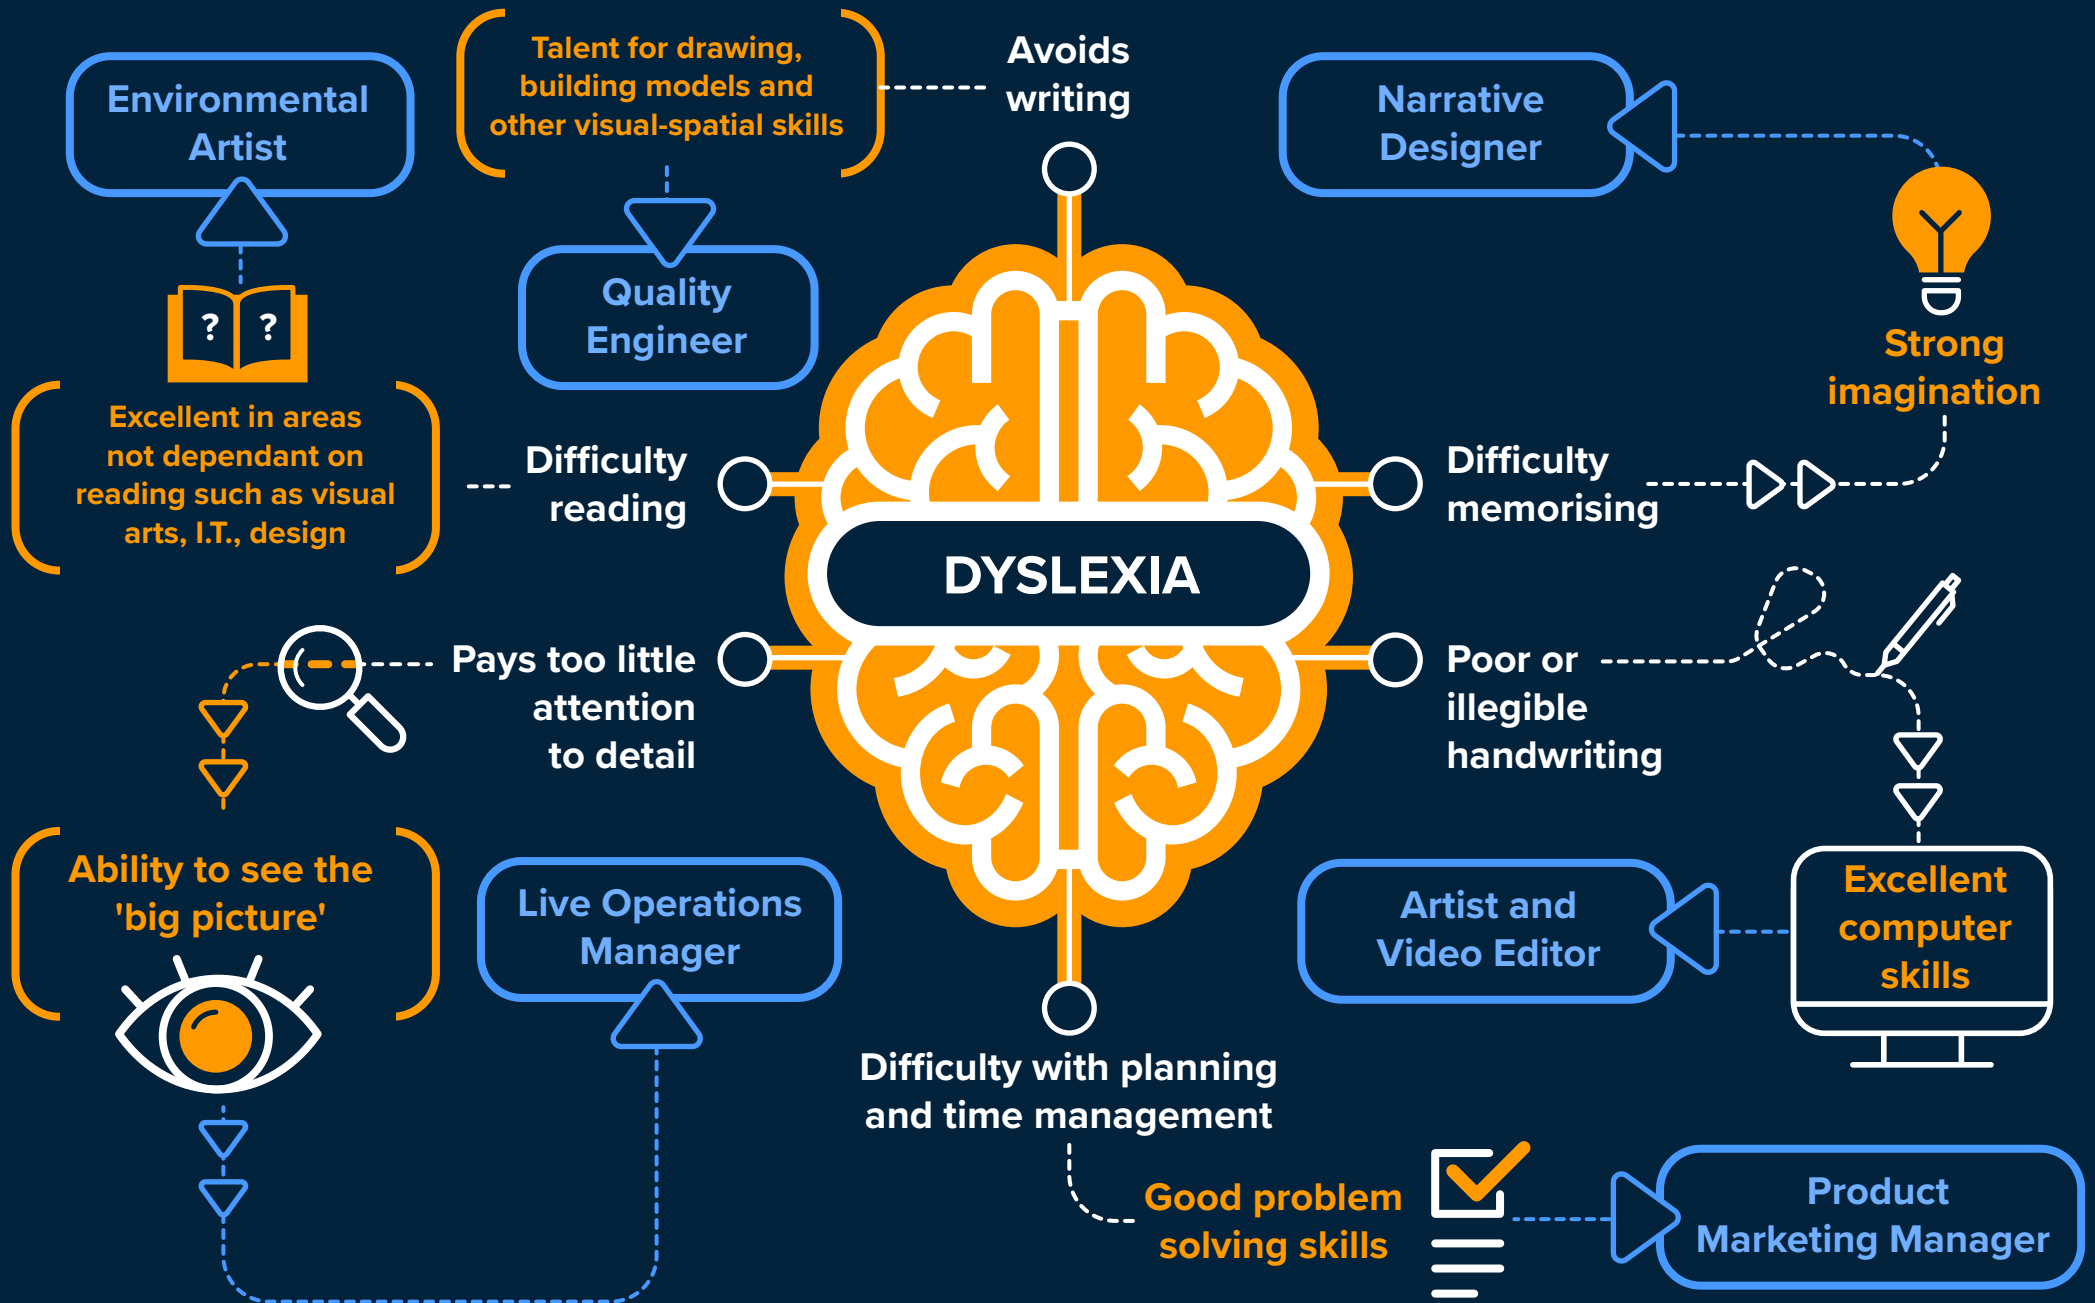 Environmental
Artist
Talent for drawing,
building models and
other visual-spatial skills
Avoids
writing
Narrative
Designer
Quality
Engineer
? ?
Excellent in areas
not dependant on
reading such as visual
arts, I.T., design
Difficulty
reading
Difficulty
memorising
Strong
imagination
DYSLEXIA
Pays too little
attention
to detail
Poor or
illegible
handwriting
Ability to see the
'big picture'
Live Operations
Manager
Artist and
Video Editor
Excellent
computer
skills
Difficulty with planning
and time management
Good problem
solving skills
Product
Marketing Manager